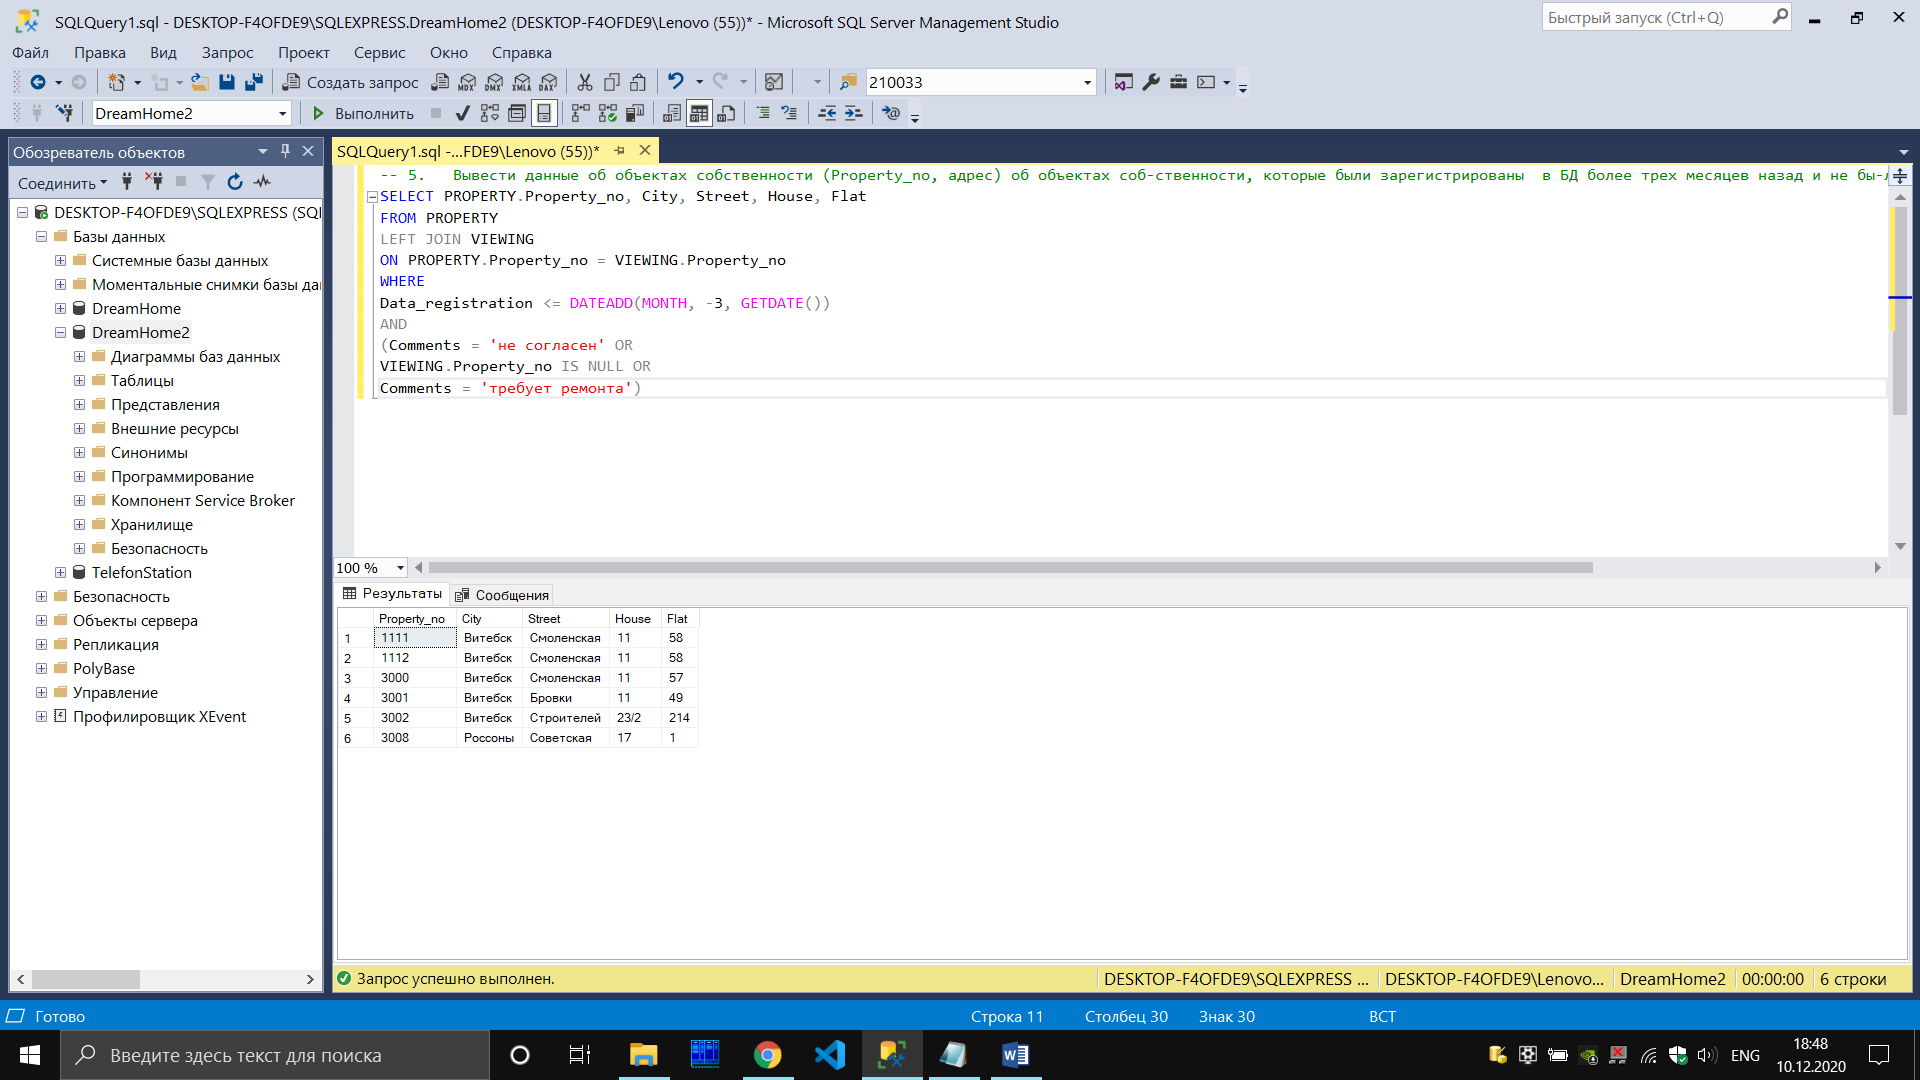 SQLQuery1.sql - DESKTOP-F4OFDE9\SQLEXPRESS.DreamHome2 (DESKTOP-F4OFDE9\Lenovo (55))* - Microsoft SQL Server Management Studio
Быстрый запуск (Ctrl+Q)
Файл Правка Вид Запрос Проект Сервис Окно Справка
Создать запрос MDX DMX XMLA DAX 210033
DreamHome2 Выполнить
Обозреватель объектов
Соединить
DESKTOP-F4OFDE9\SQLEXPRESS (SQL
Базы данных
Системные базы данных
Моментальные снимки базы да
DreamHome
DreamHome2
Диаграммы баз данных
Таблицы
Представления
Внешние ресурсы
Синонимы
Программирование
Компонент Service Broker
Хранилище
Безопасность
TelefonStation
Безопасность
Объекты сервера
Репликация
PolyBase
Управление
Профилировщик XEvent
SQLQuery1.sql -...FDE9\Lenovo (55))*
-- 5. Вывести данные об объектах собственности (Property_no, адрес) об объектах соб-ственности, которые были зарегистрированы в БД более трех месяцев назад и не бы-л
SELECT PROPERTY.Property_no, City, Street, House, Flat
FROM PROPERTY
LEFT JOIN VIEWING
ON PROPERTY.Property_no = VIEWING.Property_no
WHERE
Data_registration <= DATEADD(MONTH, -3, GETDATE())
AND
(Comments = 'не согласен' OR
VIEWING.Property_no IS NULL OR
Comments = 'требует ремонта')
100 %
Результаты Сообщения
Property_no City Street House Flat
1 1111 Витебск Смоленская 11 58
2 1112 Витебск Смоленская 11 58
3 3000 Витебск Смоленская 11 57
4 3001 Витебск Бровки 11 49
5 3002 Витебск Строителей 23/2 214
6 3008 Россоны Советская 17 1
Запрос успешно выполнен. DESKTOP-F4OFDE9\SQLEXPRESS ... DESKTOP-F4OFDE9\Lenovo... DreamHome2 00:00:00 6 строки
Готово Строка 11 Столбец 30 Знак 30 ВСТ
Введите здесь текст для поиска
ENG
18:48
10.12.2020